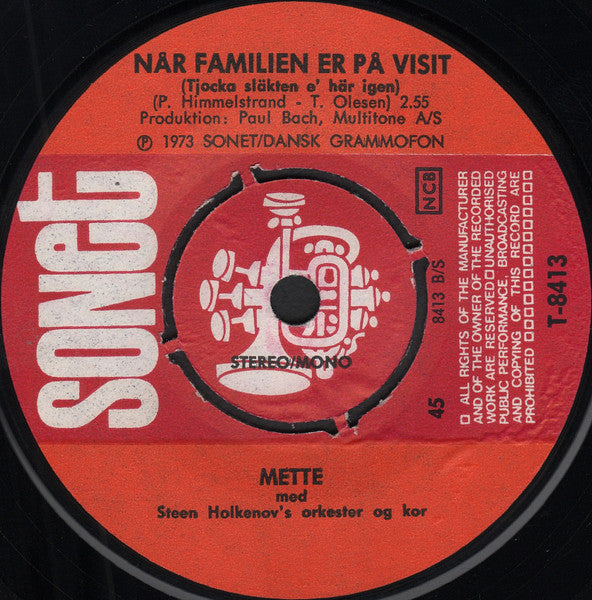 NÅR FAMILIEN ER PÅ VISIT
(Tjocka släkten e' här igen)
(P. Himmelstrand - T. Olesen) 2.55
Produktion: Paul Bach, Multitone A/S
Ⓟ 1973 SONET/DANSK GRAMMOFON
SONET
NCB
8413 B/S
45
STEREO/MONO
ALL RIGHTS OF THE MANUFACTURER
AND OF THE OWNER OF THE RECORDED
WORK ARE RESERVED UNAUTHORISED
PUBLIC PERFORMANCE, BROADCASTING
AND COPYING OF THIS RECORD ARE
PROHIBITED
T-8413
METTE
med
Steen Holkenov's orkester og kor